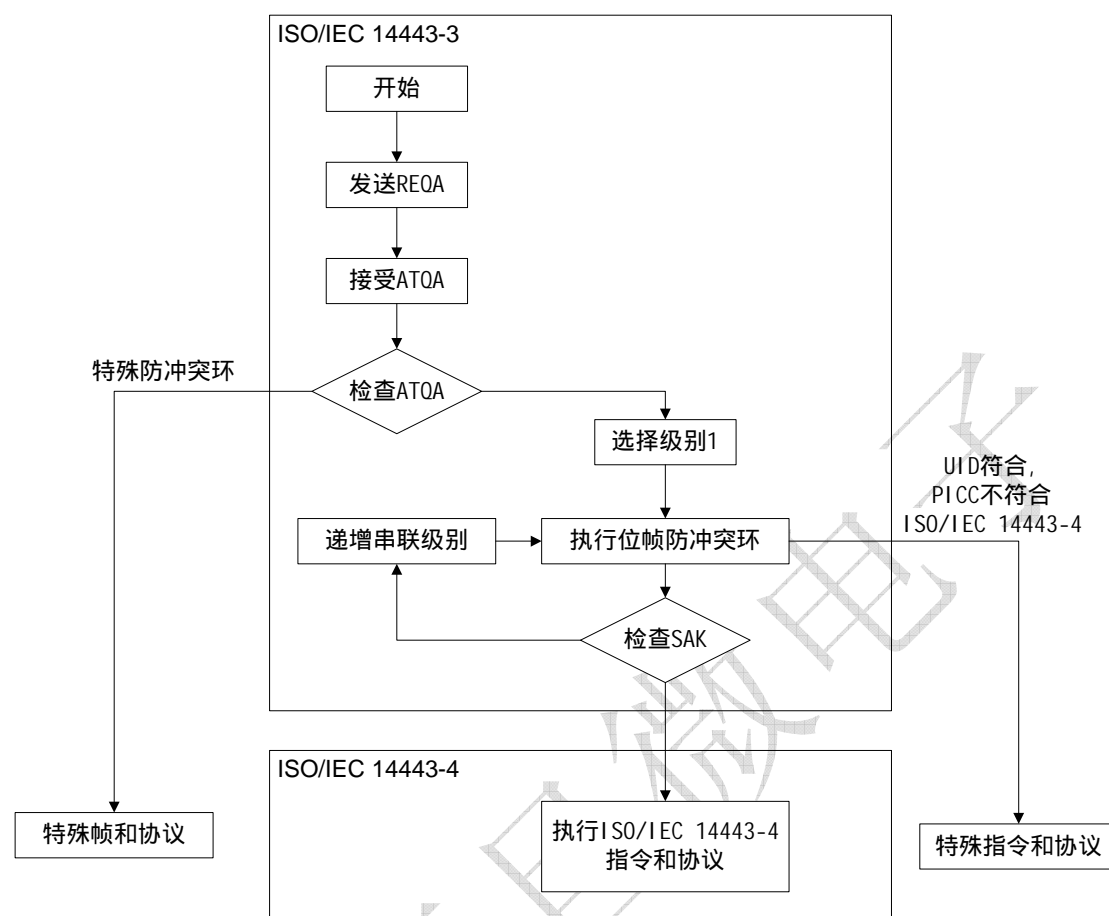 ISO/IEC 14443-3
开始
发送REQA
接受ATQA
特殊防冲突环
检查ATQA
选择级别1
UID符合,
PICC不符合
ISO/IEC 14443-4
递增串联级别
执行位帧防冲突环
检查SAK
ISO/IEC 14443-4
特殊帧和协议
执行ISO/IEC 14443-4
指令和协议
特殊指令和协议
微电子